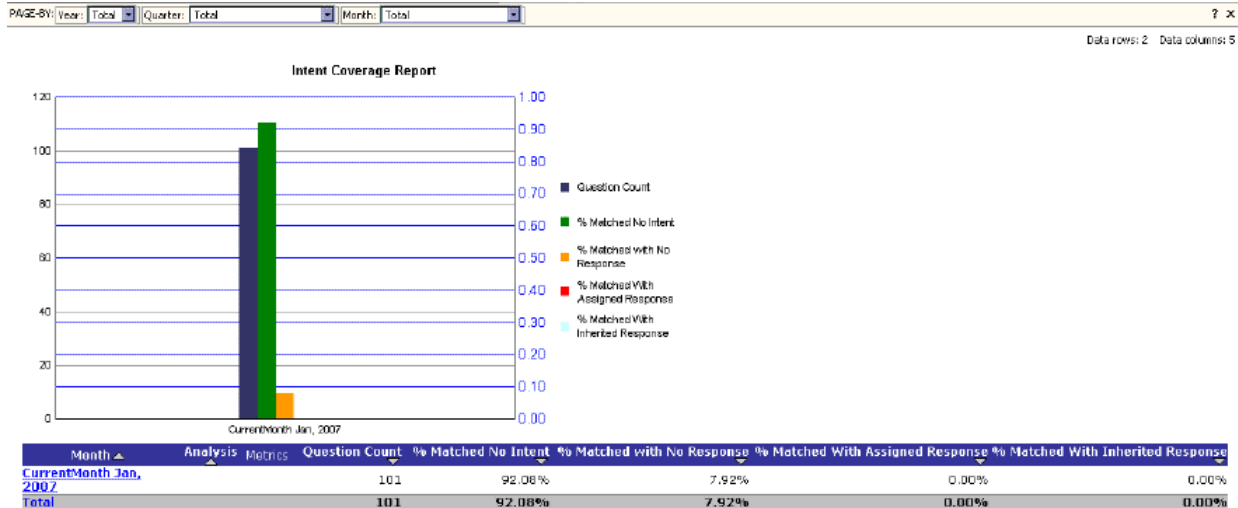 PAGE-BY: Year: Total Quarter: Total Month: Total ? x
Data rows: 2 Data columns: 5
Intent Coverage Report
120
100
80
60
40
20
0
1.00
0.90
0.80
0.70
0.60
0.50
0.40
0.30
0.20
0.10
0.00
Question Count
% Matched No Intent
% Matched with No
Response
% Matched With
Assigned Response
% Matched With
Inherited Response
CurrentMonth Jan, 2007
Month Analysis Metrics Question Count % Matched No Intent % Matched with No Response % Matched With Assigned Response % Matched With Inherited Response
CurrentMonth Jan,
2007 101 92.08% 7.92% 0.00% 0.00%
Total 101 92.08% 7.92% 0.00% 0.00%